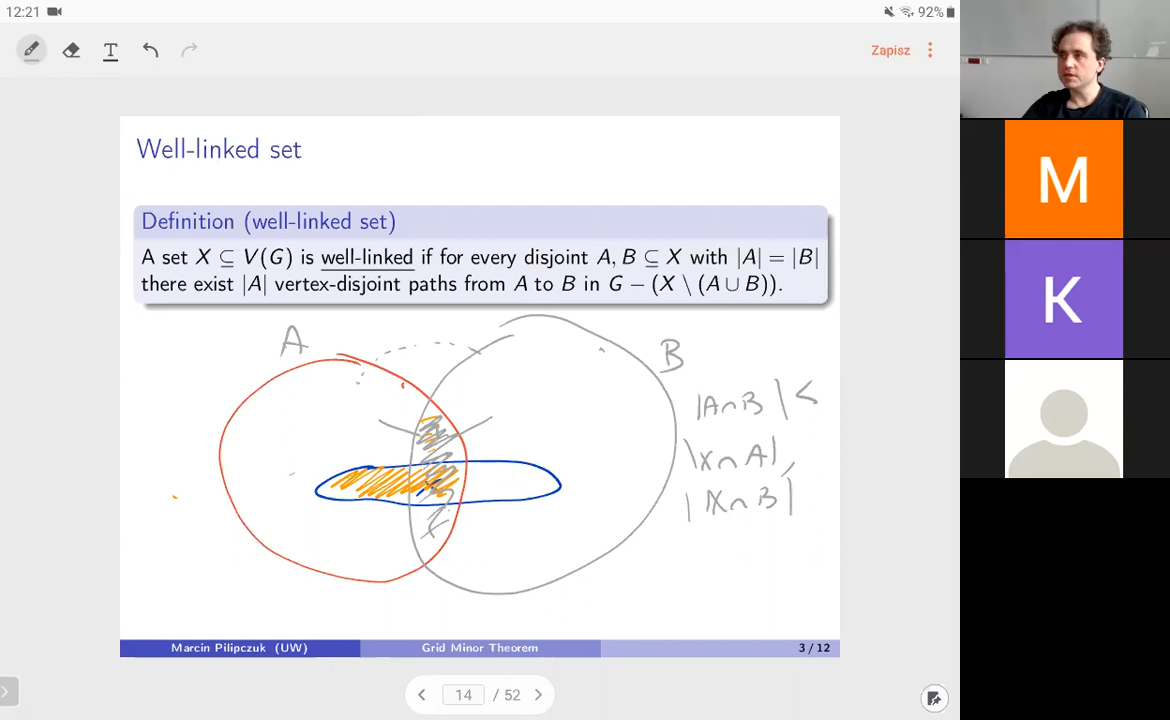 12:21
92%
T
Zapisz
Well-linked set
Definition (well-linked set)
A set X ⊆ V(G) is well-linked if for every disjoint A, B ⊆ X with |A| = |B|
there exist |A| vertex-disjoint paths from A to B in G − (X \ (A ∪ B)).
A
B
|A∩B| <
|X∩A|,
|X∩B|
Marcin Pilipczuk (UW)
Grid Minor Theorem
3 / 12
14 / 52
M
K